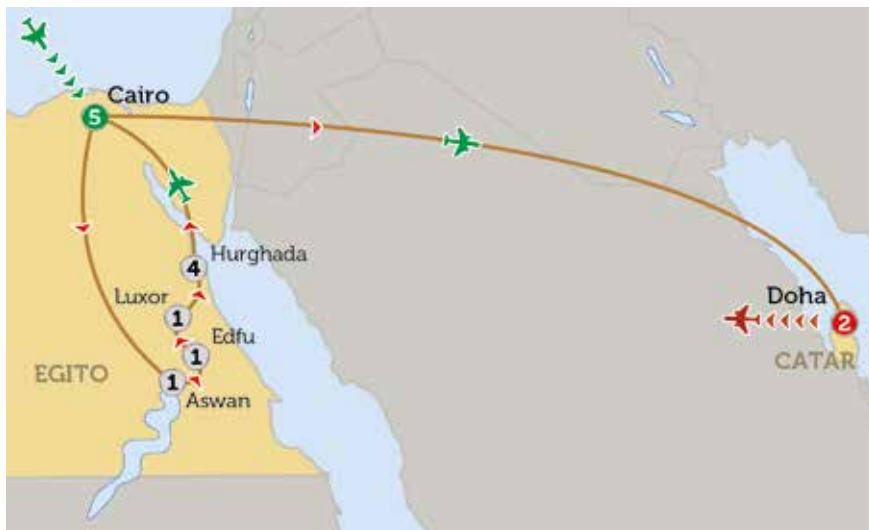 Cairo
5
Hurghada
4
Luxor
1
Edfu
1
Doha
2
EGITO
CATAR
1
Aswan